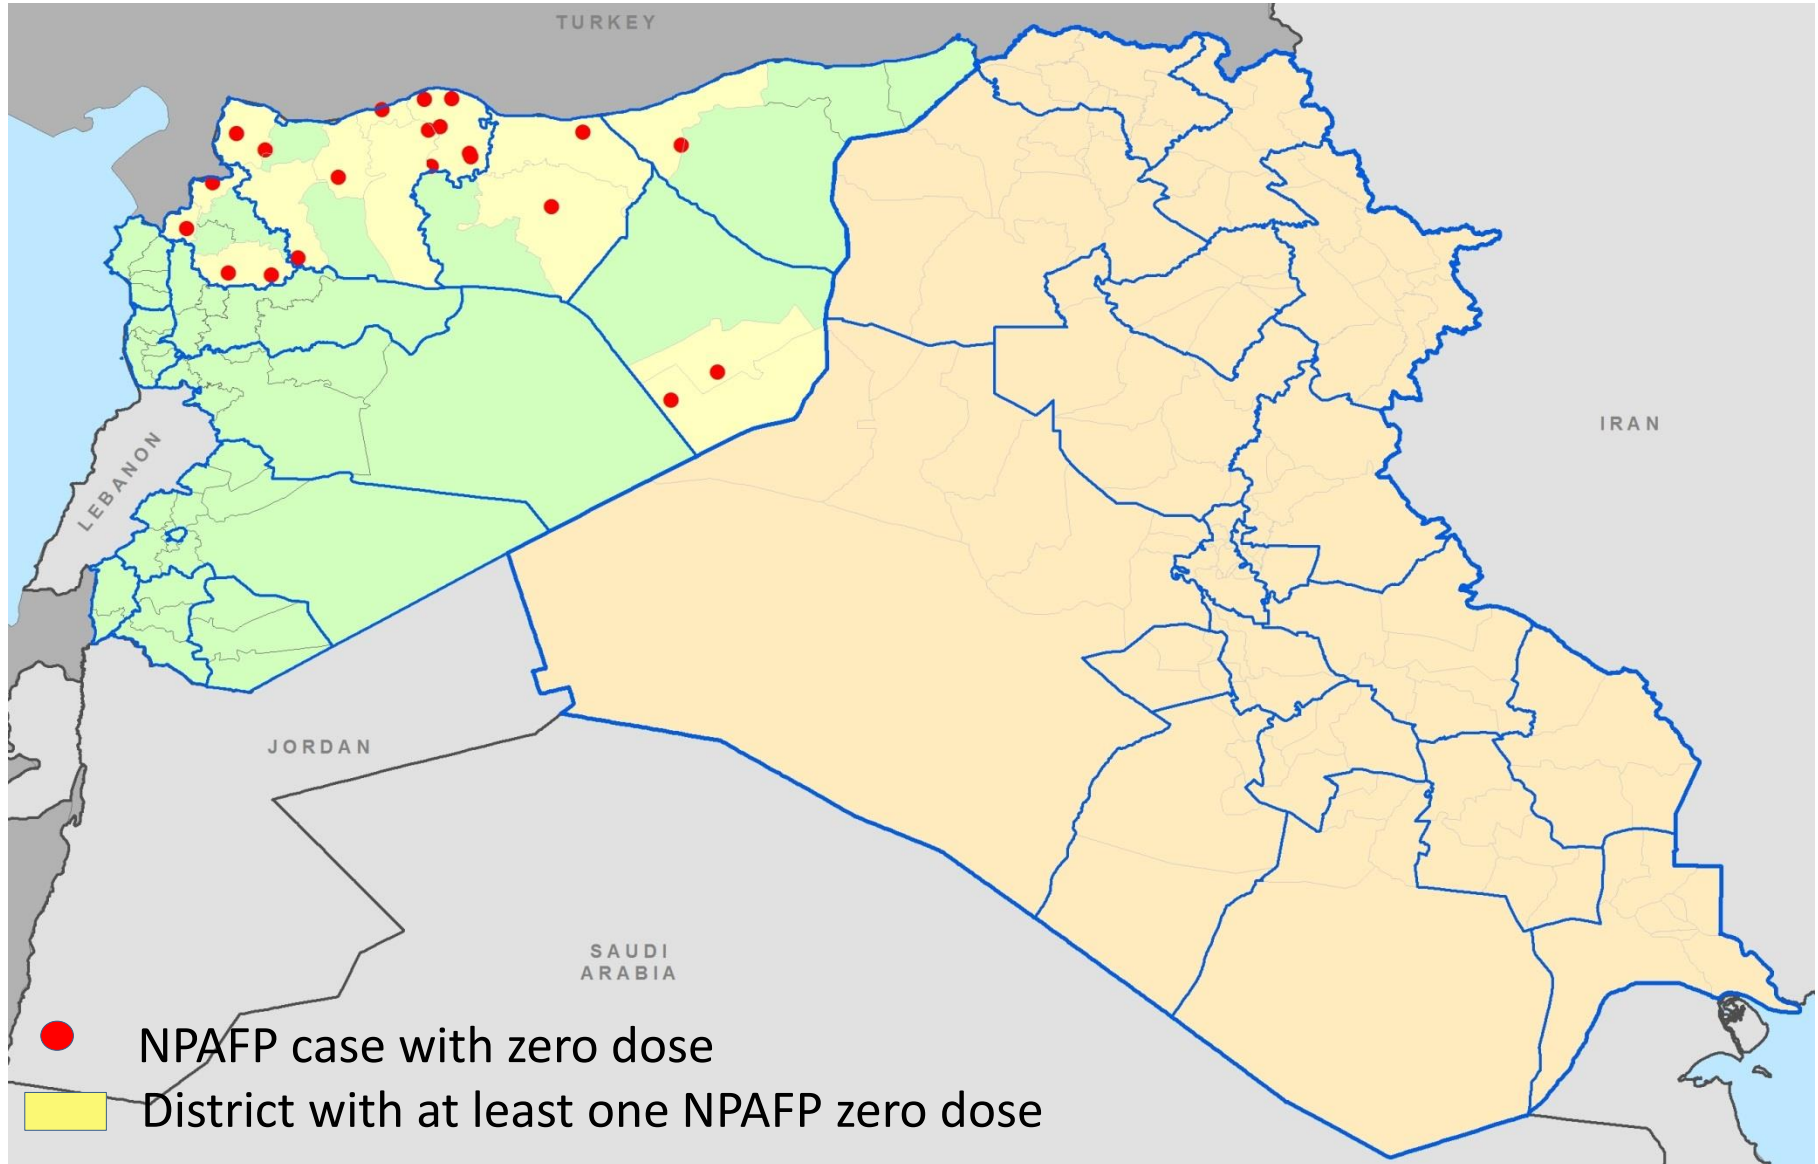 TURKEY
IRAN
LEBANON
JORDAN
SAUDI
ARABIA
NPAFP case with zero dose
District with at least one NPAFP zero dose